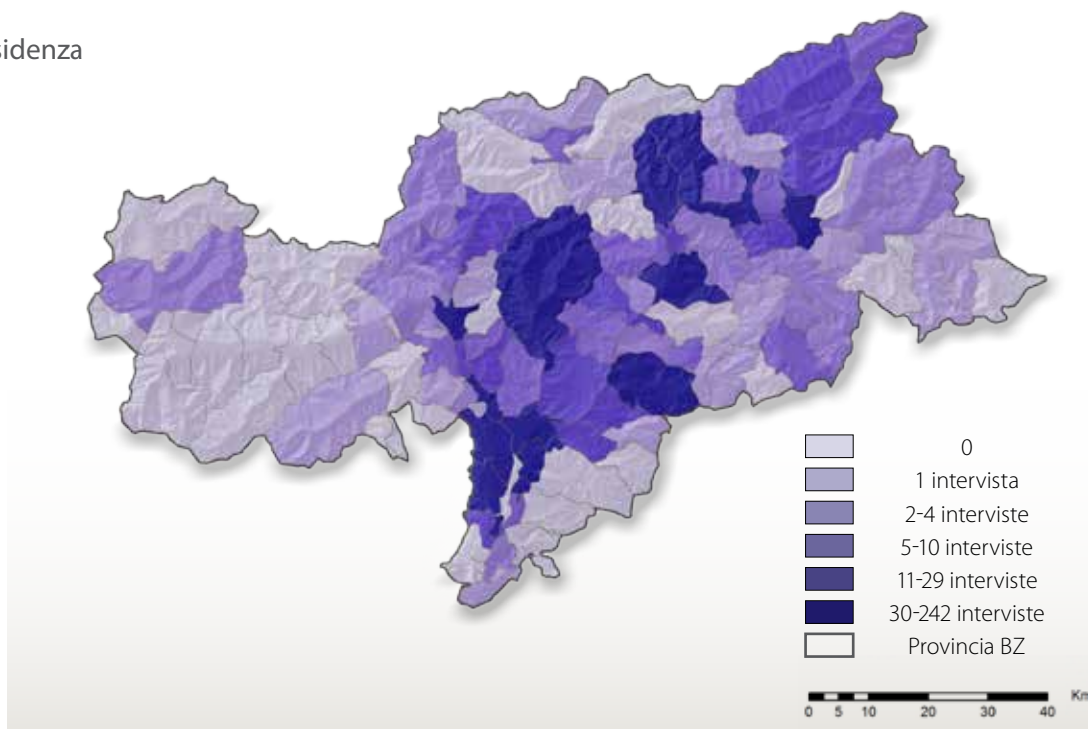 sidenza
0
1 intervista
2-4 interviste
5-10 interviste
11-29 interviste
30-242 interviste
Provincia BZ
Km
0 5 10 20 30 40